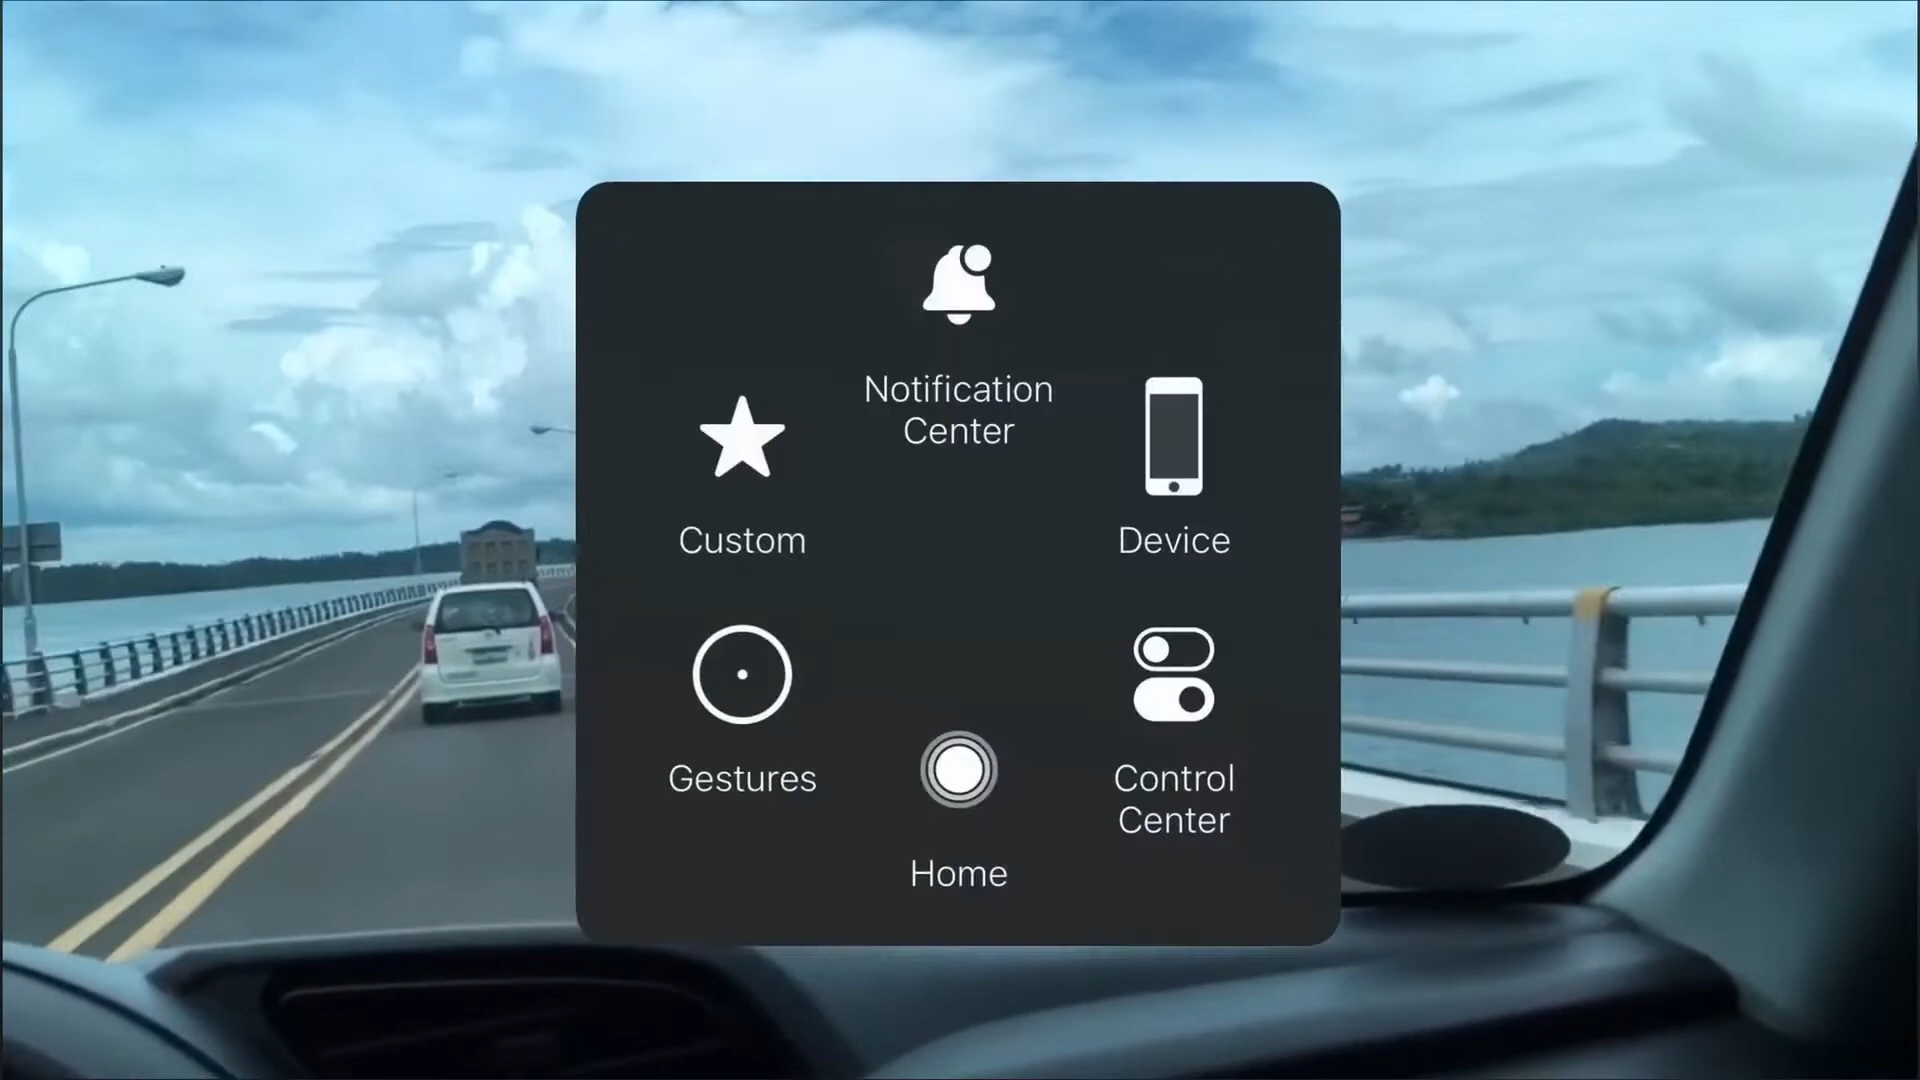 Notification
Center
Custom
Device
Gestures
Control
Center
Home